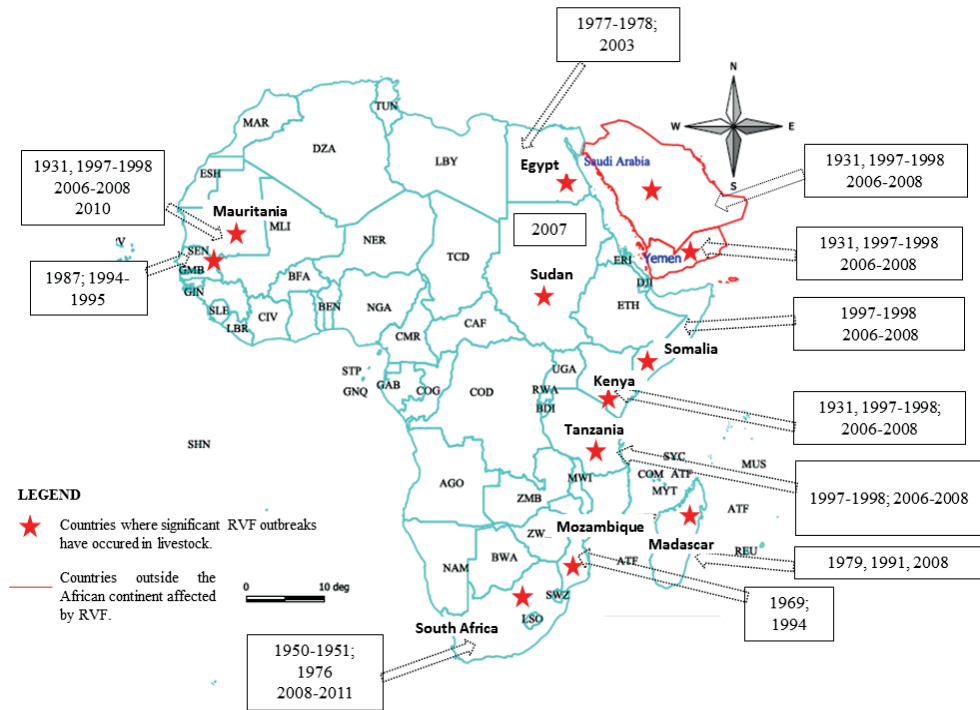 1977-1978;
2003
N
W
E
S
TUN
MAR
DZA
LBY
Egypt
Saudi Arabia
1931, 1997-1998
2006-2008
2010
ESH
1931, 1997-1998
2006-2008
Mauritania
MLI
2007
SEN
NER
TCD
ERI
Yemen
1931, 1997-1998
2006-2008
GMB
1987; 1994-
1995
BFA
Sudan
DJI
GIN
BEN
NGA
ETH
SLE
CIV
LBR
1997-1998
2006-2008
CMR
CAF
Somalia
STP
UGA
GNQ
GAB
COG
COD
RWA
Kenya
BDI
1931, 1997-1998;
2006-2008
Tanzania
SHN
SYC
MUS
COM
ATF
MWI
MYT
AGO
1997-1998; 2006-2008
LEGEND
ZMB
ATF
Countries where significant RVF outbreaks
have occured in livestock.
Mozambique
ZW
Madascar
REU
BWA
NAM
ATF
1979, 1991, 2008
Countries outside the
African continent affected
by RVF.
10 deg
SWZ
LSO
1969;
1994
South Africa
1950-1951;
1976
2008-2011